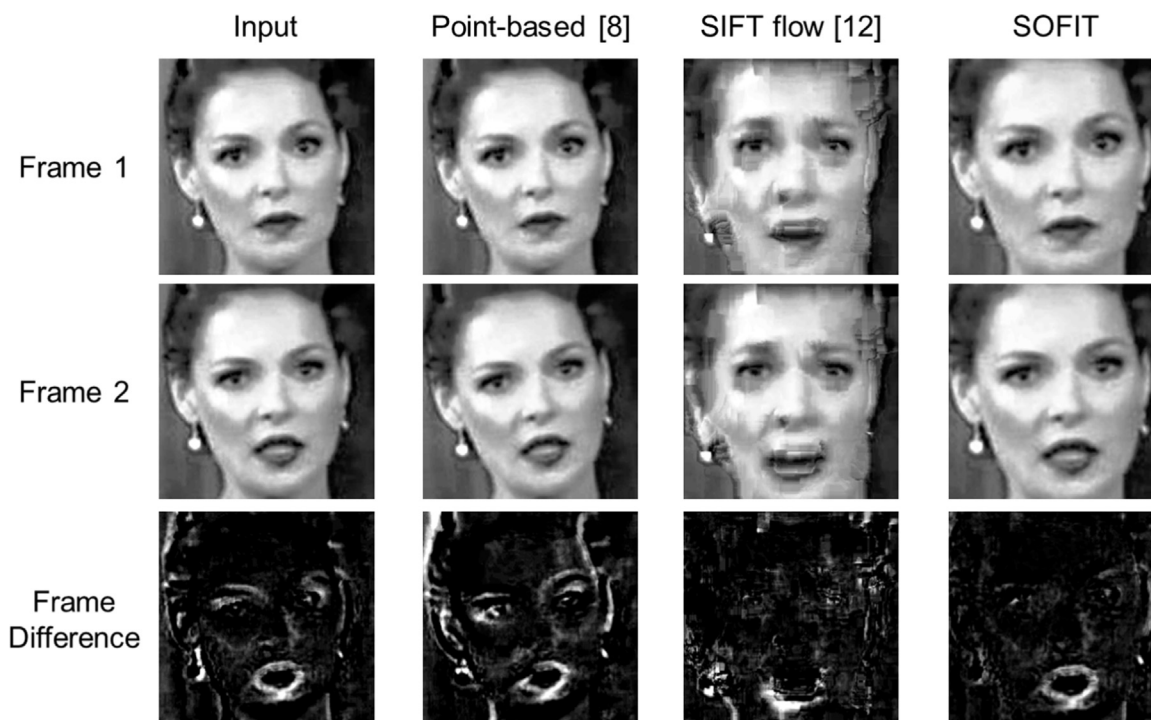 Input Point-based [8] SIFT flow [12] SOFIT
Frame 1
Frame 2
Frame
Difference